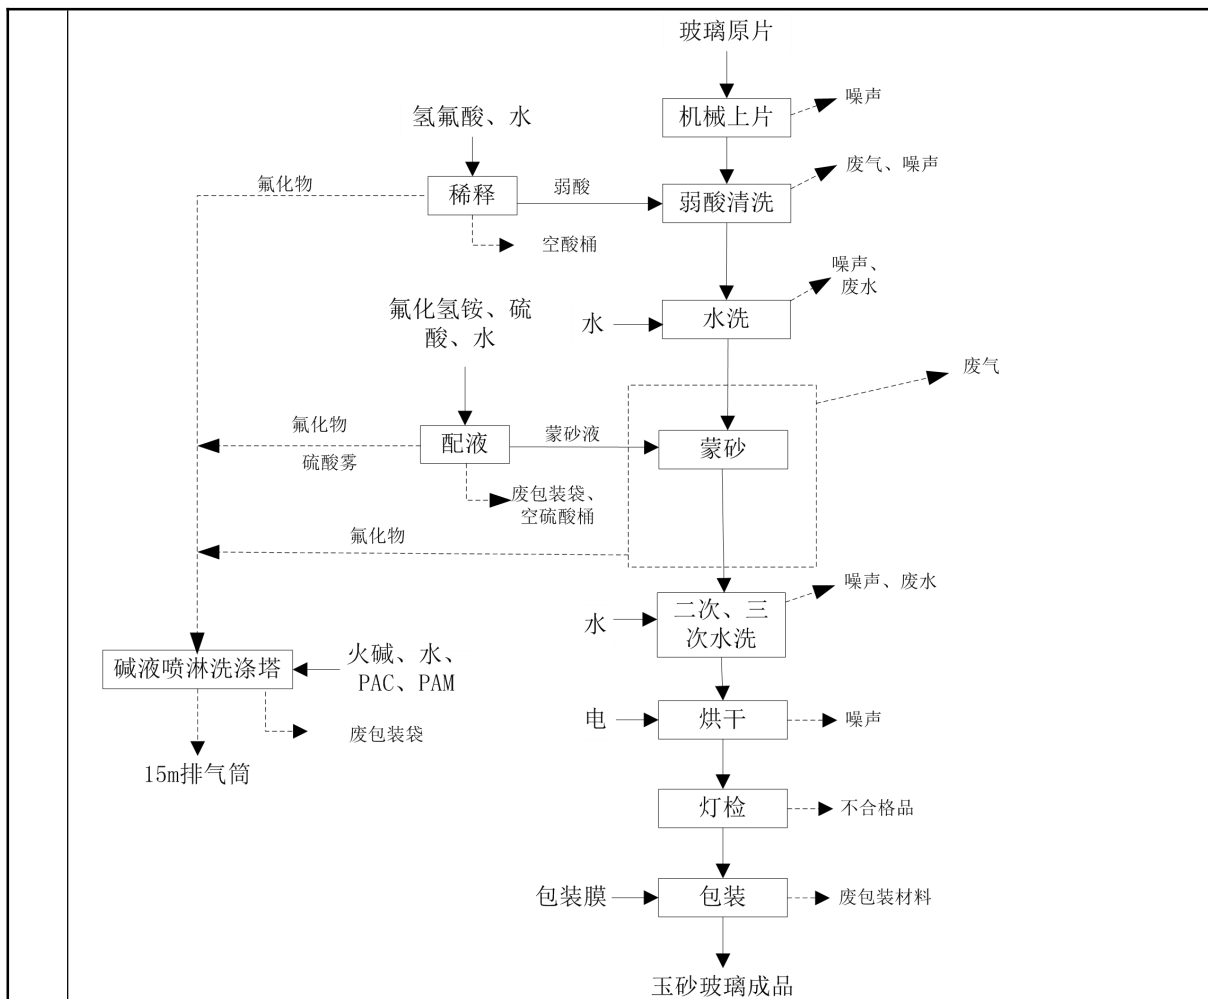 玻璃原片
机械上片
噪声
氢氟酸、水
废气、噪声
氟化物
稀释
弱酸
弱酸清洗
空酸桶
噪声、
废水
氟化氢铵、硫
酸、水
水
水洗
废气
氟化物
硫酸雾
配液
蒙砂液
蒙砂
废包装袋、
空硫酸桶
氟化物
噪声、废水
水
二次、三
次水洗
碱液喷淋洗涤塔
火碱、水、
PAC、PAM
电
烘干
噪声
废包装袋
15m排气筒
灯检
不合格品
包装膜
包装
废包装材料
玉砂玻璃成品